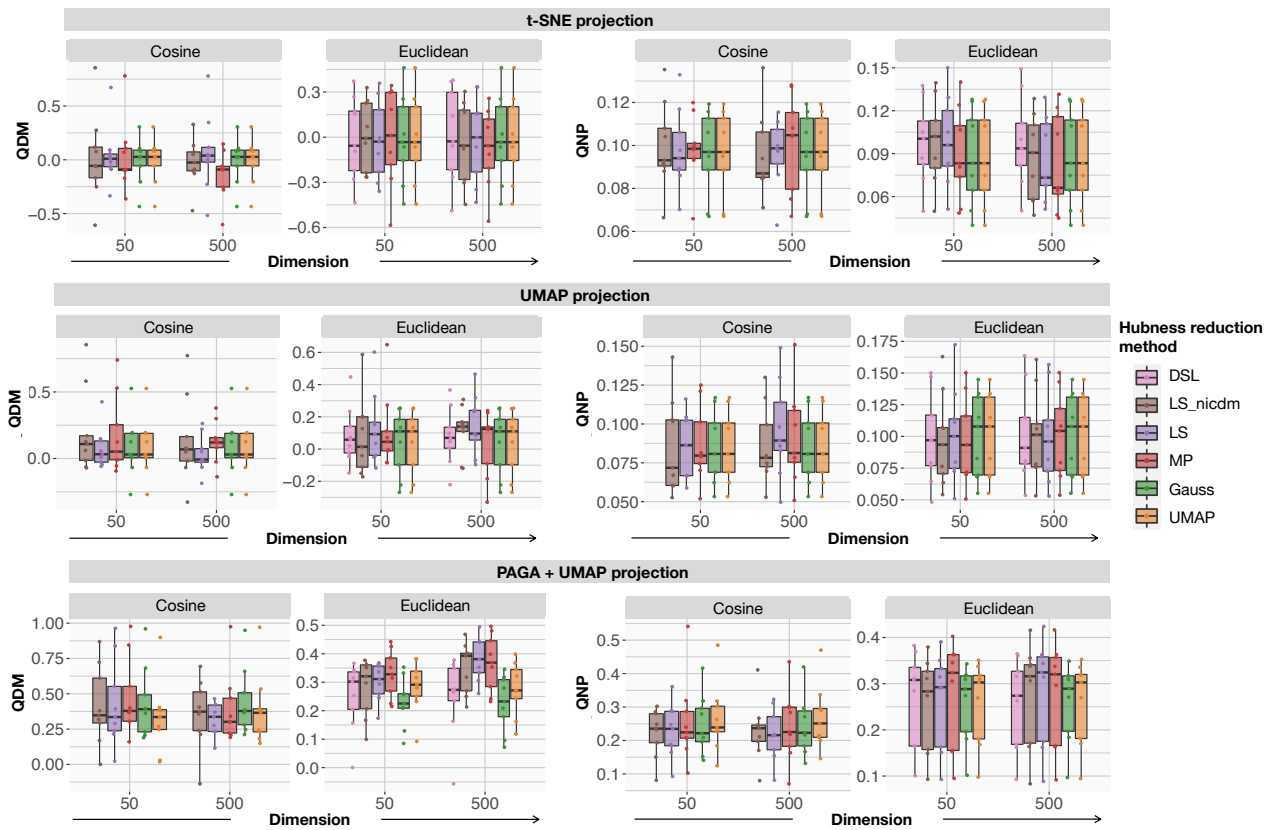 t-SNE projection
Cosine
Euclidean
Cosine
Euclidean
QDM
0.5
0.0
−0.5
0.3
0.0
−0.3
−0.6
QNP
0.12
0.10
0.08
0.06
0.15
0.12
0.09
0.06
50
500
50
500
50
500
50
500
Dimension
Dimension
UMAP projection
Cosine
Euclidean
Cosine
Euclidean
QDM
0.5
0.0
0.6
0.4
0.2
0.0
−0.2
QNP
0.150
0.125
0.100
0.075
0.050
0.175
0.150
0.125
0.100
0.075
0.050
50
500
50
500
50
500
50
500
Dimension
Dimension
Hubness reduction
method
DSL
LS_nicdm
LS
MP
Gauss
UMAP
PAGA + UMAP projection
Cosine
Euclidean
Cosine
Euclidean
QDM
1.00
0.75
0.50
0.25
0.00
0.5
0.4
0.3
0.2
0.1
0.0
QNP
0.5
0.4
0.3
0.2
0.1
0.4
0.3
0.2
0.1
50
500
50
500
50
500
50
500
Dimension
Dimension